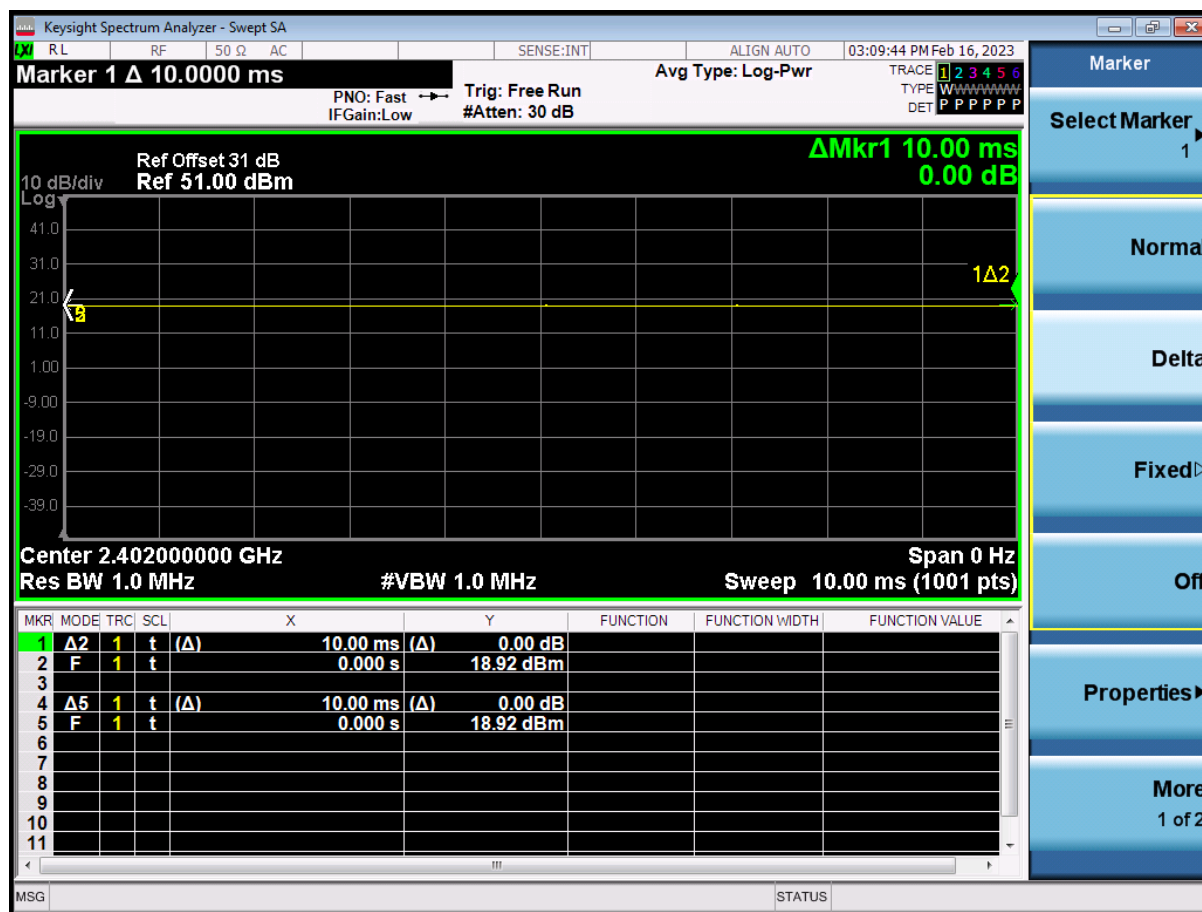 Keysight Spectrum Analyzer - Swept SA
LXI RL RF 50 Ω AC SENSE:INT ALIGN AUTO 03:09:44 PM Feb 16, 2023
Marker 1 Δ 10.0000 ms
PNO: Fast
IFGain:Low
Trig: Free Run
#Atten: 30 dB
Avg Type: Log-Pwr
TRACE 1 2 3 4 5 6
TYPE WWWWWW
DET P P P P P P
ΔMkr1 10.00 ms
0.00 dB
Ref Offset 31 dB
10 dB/div Ref 51.00 dBm
Log
41.0
31.0
21.0
11.0
1.00
-9.00
-19.0
-29.0
-39.0
1Δ2
Center 2.402000000 GHz Span 0 Hz
Res BW 1.0 MHz #VBW 1.0 MHz Sweep 10.00 ms (1001 pts)
MKR MODE TRC SCL X Y FUNCTION FUNCTION WIDTH FUNCTION VALUE
1 Δ2 1 t (Δ) 10.00 ms (Δ) 0.00 dB
2 F 1 t 0.000 s 18.92 dBm
3
4 Δ5 1 t (Δ) 10.00 ms (Δ) 0.00 dB
5 F 1 t 0.000 s 18.92 dBm
6
7
8
9
10
11
MSG STATUS
Marker
Select Marker
1
Norma
Delta
Fixed
Off
Properties
More
1 of 2